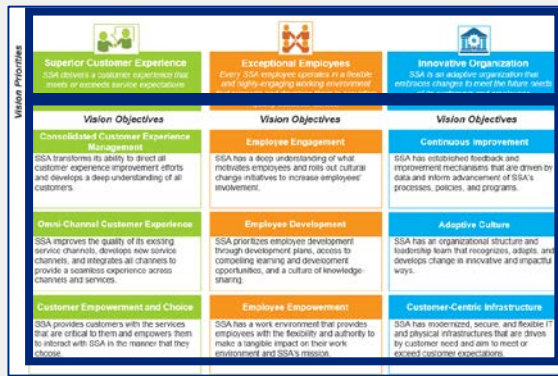 Vision Priorities
Superior Customer Experience
SSA delivers a customer experience that
meets or exceeds service expectations.
Exceptional Employees
Every SSA employee operates in a flexible
and highly-engaging working environment
Innovative Organization
SSA is an adaptive organization that
embraces changes to meet the future needs
Vision Objectives
Consolidated Customer Experience
Management
SSA transforms its ability to direct all
customer experience improvement efforts
and develops a deep understanding of all
customers.
Omni-Channel Customer Experience
SSA improves the quality of its existing
service channels, develops new service
channels, and integrates all channels to
provide a seamless experience across
channels and services.
Customer Empowerment and Choice
SSA provides customers with the services
that are critical to them and empowers them
to interact with SSA in the manner that they
choose.
Vision Objectives
Employee Engagement
SSA has a deep understanding of what
motivates employees and rolls out cultural
change initiatives to increase employees'
involvement.
Employee Development
SSA prioritizes employee development
through development plans, access to
compelling learning and development
opportunities, and a culture of knowledge-
sharing.
Employee Empowerment
SSA has a work environment that provides
employees with the flexibility and authority to
make a tangible impact on their work
environment and SSA's mission.
Vision Objectives
Continuous Improvement
SSA has established feedback and
improvement mechanisms that are driven by
data and inform advancement of SSA's
processes, policies, and programs.
Adaptive Culture
SSA has an organizational structure and
leadership team that recognizes, adapts, and
develops change in innovative and impactful
ways.
Customer-Centric Infrastructure
SSA has modernized, secure, and flexible IT
and physical infrastructures that are driven
by customer need and aim to meet or
exceed customer expectations.